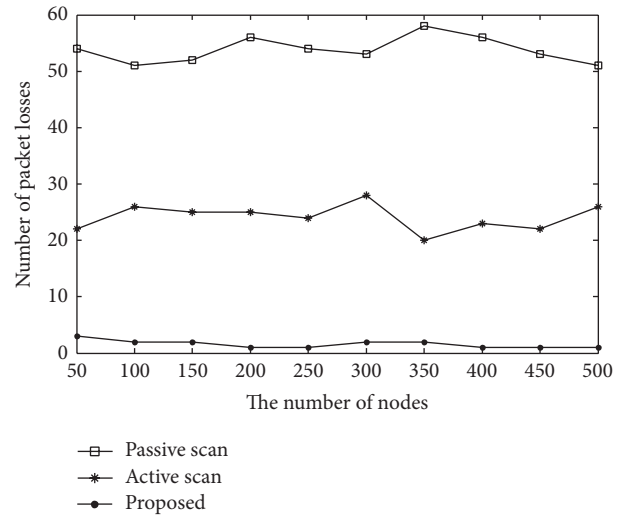 60
50
40
30
20
10
0
Number of packet losses
50 100 150 200 250 300 350 400 450 500
The number of nodes
Passive scan
Active scan
Proposed